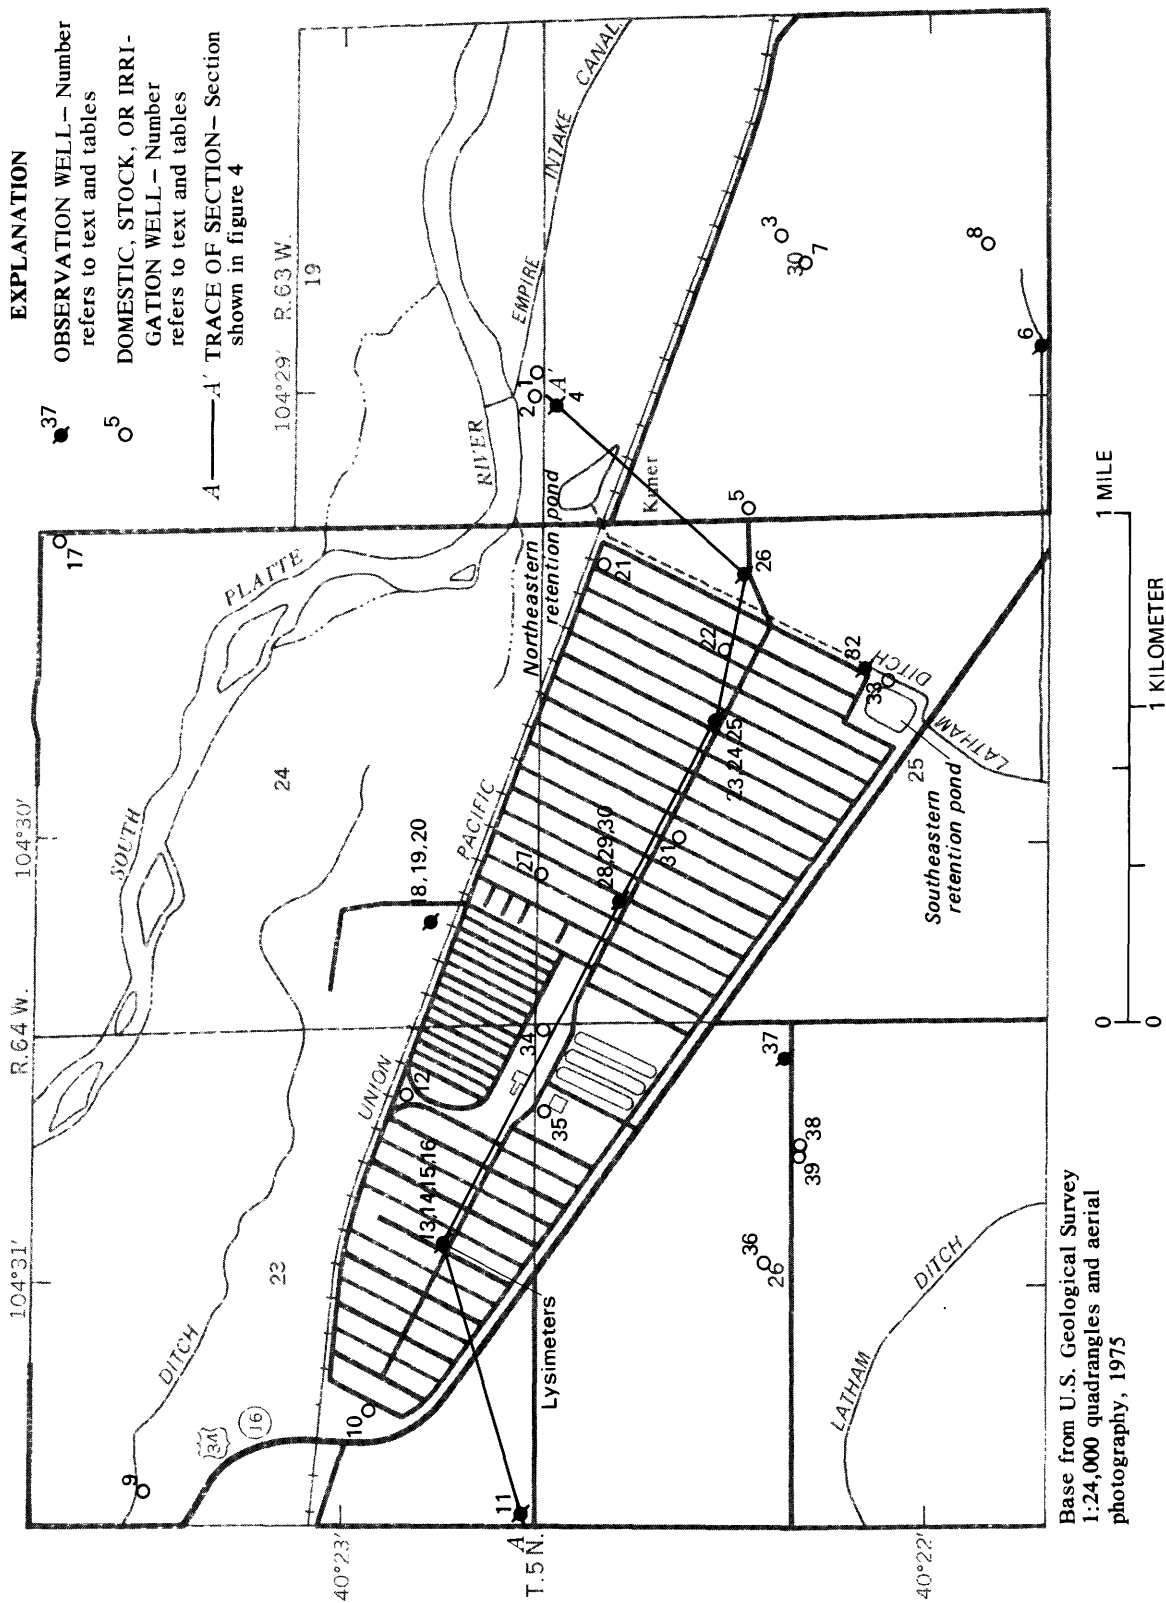 EXPLANATION
37
OBSERVATION WELL – Number
refers to text and tables
5
DOMESTIC, STOCK, OR IRRI-
GATION WELL – Number
refers to text and tables
A
A'
TRACE OF SECTION – Section
shown in figure 4
104°31'
R. 64 W.
104°30'
104°29'
R. 63 W.
17
19
9
DITCH
SOUTH
PLATTE
RIVER
24
23
34
16
EMPIRE
INTAKE
CANAL
UNION
PACIFIC
18, 19, 20
2
1
A'
4
Northeastern
retention pond
Kuner
40°23'
10
12
27
21
13,14,15,16
28,29,30
22
5
26
11
A
T. 5 N.
34
35
31
23,24,25
32
33
Lysimeters
3
30
7
8
6
DITCH
LATHAM
25
Southeastern
retention pond
37
38
39
36
26
LATHAM
DITCH
40°22'
Base from U.S. Geological Survey
1:24,000 quadrangles and aerial
photography, 1975
0
1 MILE
0
1 KILOMETER